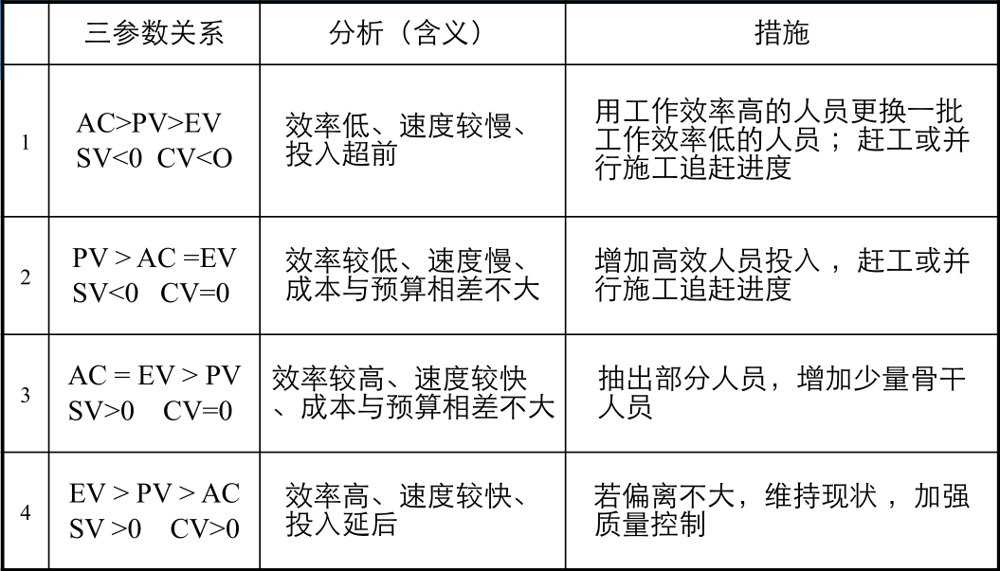 三参数关系
分析（含义）
措施
1
AC>PV>EV
SV<0 CV<O
效率低、速度较慢、
投入超前
用工作效率高的人员更换一批
工作效率低的人员；赶工或并
行施工追赶进度
2
PV > AC =EV
SV<0 CV=0
效率较低、速度慢、
成本与预算相差不大
增加高效人员投入，赶工或并
行施工追赶进度
3
AC = EV > PV
SV>0 CV=0
效率较高、速度较快
、成本与预算相差不大
抽出部分人员，增加少量骨干
人员
4
EV > PV > AC
SV >0 CV>0
效率高、速度较快、
投入延后
若偏离不大，维持现状，加强
质量控制